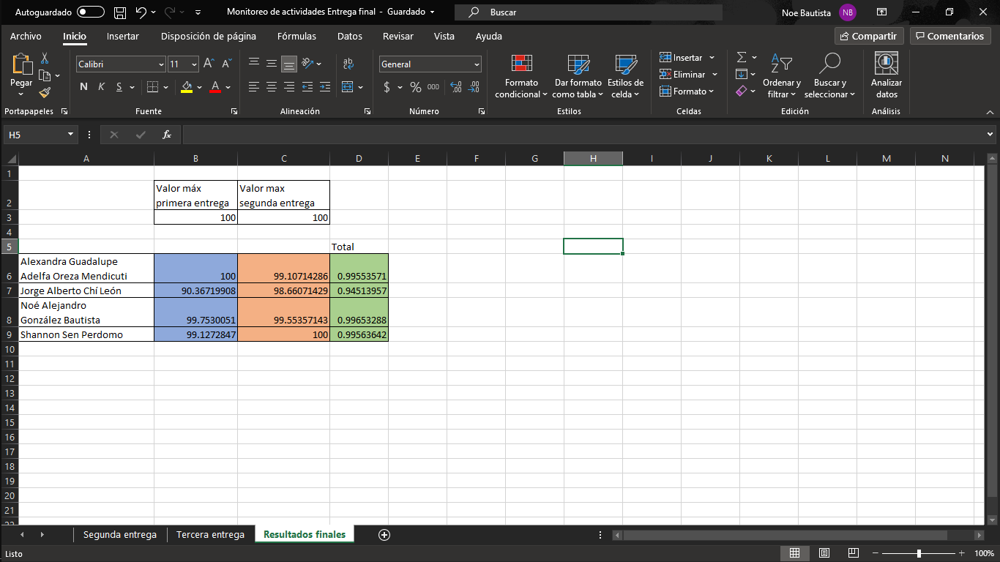 Autoguardado
Monitoreo de actividades Entrega final - Guardado
Buscar
Noe Bautista
NB
Archivo Inicio Insertar Disposición de página Fórmulas Datos Revisar Vista Ayuda
Compartir
Comentarios
Pegar
Calibri 11
N K S
A A
ab
General
$ % 000
Formato condicional
Dar formato como tabla
Estilos de celda
Insertar
Eliminar
Formato
Ordenar y filtrar
Buscar y seleccionar
Analizar datos
Portapapeles Fuente Alineación Número Estilos Celdas Edición Análisis
H5
fx
A B C D E F G H I J K L M N
1
Valor máx
primera entrega
Valor max
segunda entrega
2
3 100 100
4
5 Total
Alexandra Guadalupe
6 Adelfa Oreza Mendicuti 100 99.10714286 0.99553571
7 Jorge Alberto Chí León 90.36719908 98.66071429 0.94513957
Noé Alejandro
8 González Bautista 99.7530051 99.55357143 0.99653288
9 Shannon Sen Perdomo 99.1272847 100 0.99563642
10
11
12
13
14
15
16
17
18
19
20
21
22
Segunda entrega Tercera entrega Resultados finales
Listo
100%